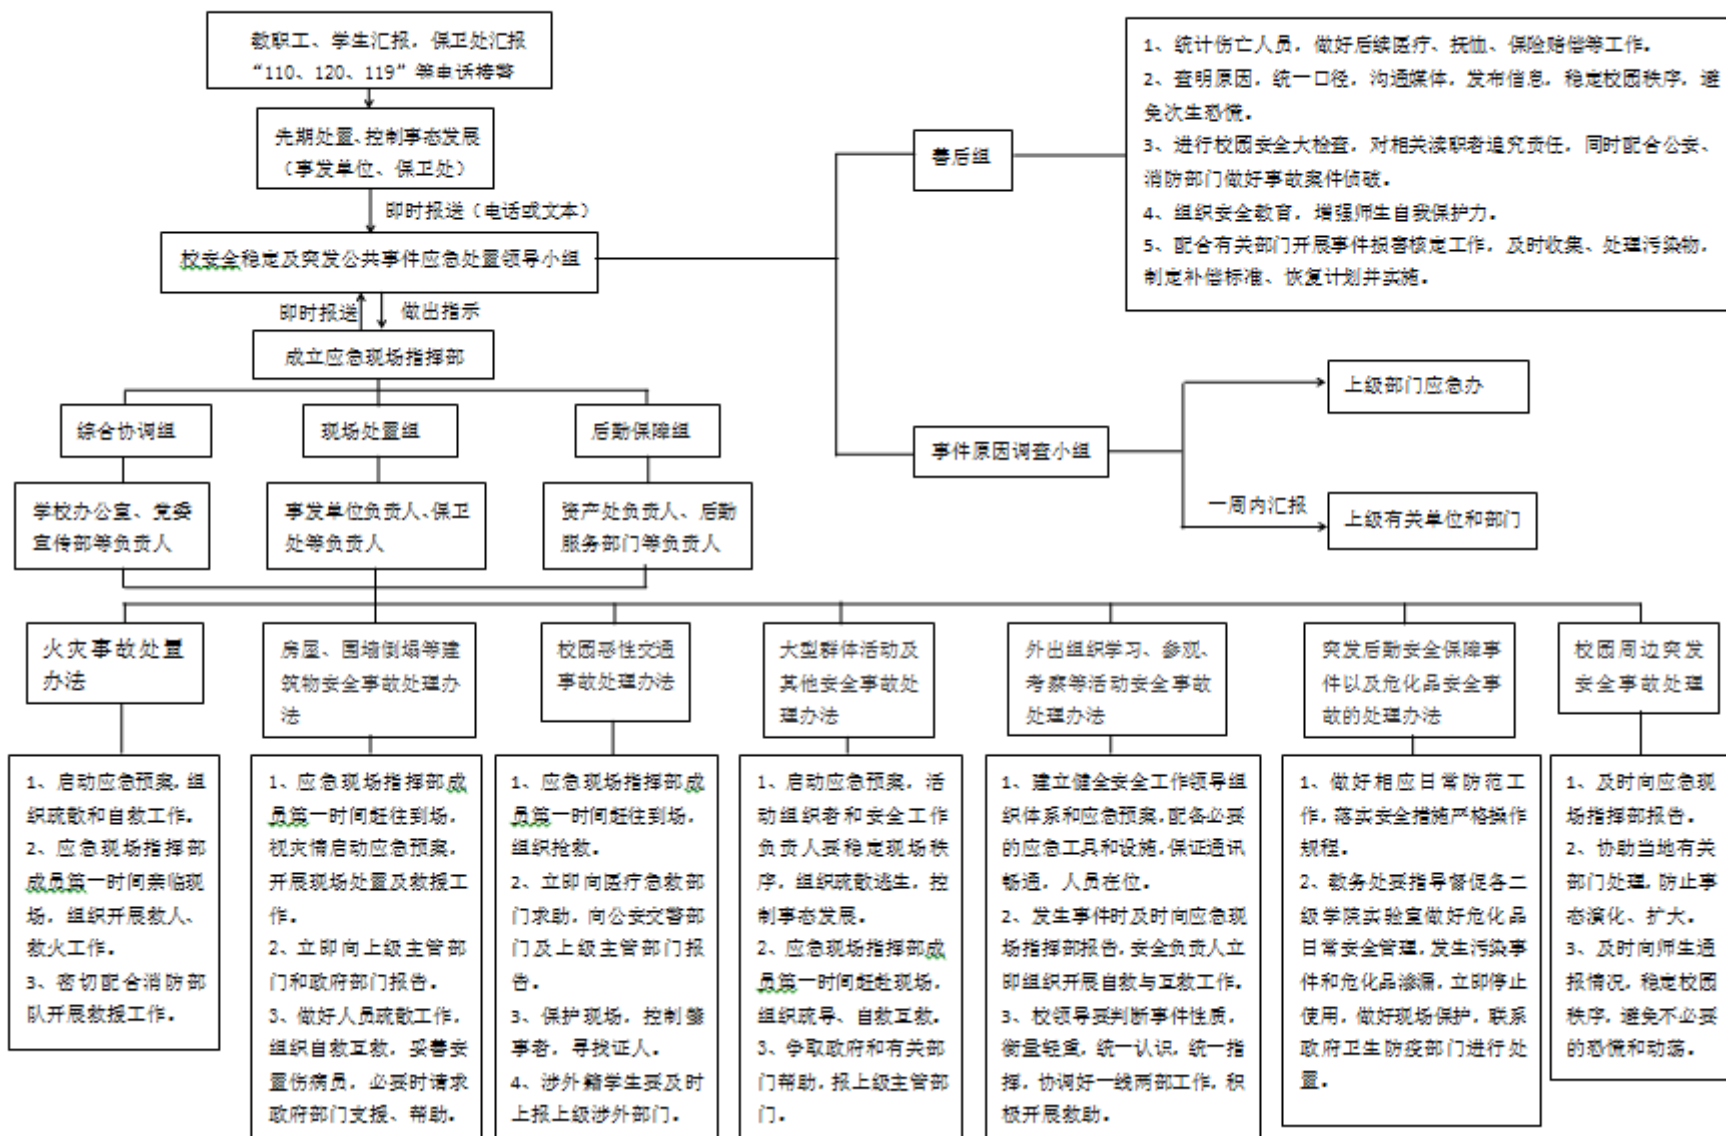 教职工、学生汇报，保卫处汇报
“110、120、119”等电话接警
先期处置、控制事态发展
（事发单位、保卫处）
即时报送（电话或文本）
校安全稳定及突发公共事件应急处置领导小组
即时报送
做出指示
成立应急现场指挥部
综合协调组
现场处置组
后勤保障组
学校办公室、党委
宣传部等负责人
事发单位负责人、保卫
处等负责人
资产处负责人、后勤
服务部门等负责人
善后组
1、统计伤亡人员，做好后续医疗、抚恤、保险赔偿等工作。
2、查明原因，统一口径，沟通媒体，发布信息，稳定校园秩序，避
免次生恐慌。
3、进行校园安全大检查，对相关渎职者追究责任，同时配合公安、
消防部门做好事故案件侦破。
4、组织安全教育，增强师生自我保护力。
5、配合有关部门开展事件损害核定工作，及时收集、处理污染物，
制定补偿标准、恢复计划并实施。
事件原因调查小组
上级部门应急办
一周内汇报
上级有关单位和部门
火灾事故处置
办法
房屋、围墙倒塌等建
筑物安全事故处理办
法
校园恶性交通
事故处理办法
大型群体活动及
其他安全事故处
理办法
外出组织学习、参观、
考察等活动安全事故
处理办法
突发后勤安全保障事
件以及危化品安全事
故的处理办法
校园周边突发
安全事故处理
1、启动应急预案，组
织疏散和自救工作。
2、应急现场指挥部
成员第一时间亲临现
场，组织开展救人、
救火工作。
3、密切配合消防部
队开展救援工作。
1、应急现场指挥部成
员第一时间赶往到场，
视灾情启动应急预案，
开展现场处置及救援工
作。
2、立即向上级主管部
门和政府部门报告。
3、做好人员疏散工作，
组织自救互救，妥善安
置伤病员，必要时请求
政府部门支援、帮助。
1、应急现场指挥部成
员第一时间赶往到场，
组织抢救。
2、立即向医疗急救部
门求助，向公安交警部
门及上级主管部门报
告。
3、保护现场，控制肇
事者，寻找证人。
4、涉外籍学生要及时
上报上级涉外部门。
1、启动应急预案，活
动组织者和安全工作
负责人要稳定现场秩
序，组织疏散逃生，控
制事态发展。
2、应急现场指挥部成
员第一时间赶赴现场，
组织疏导、自救互救。
3、争取政府和有关部
门帮助，报上级主管部
门。
1、建立健全安全工作领导组
织体系和应急预案，配备必要
的应急工具和设施，保证通讯
畅通，人员在位。
2、发生事件时及时向应急现
场指挥部报告，安全负责人立
即组织开展自救与互救工作。
3、校领导要判断事件性质，
衡量轻重，统一认识，统一指
挥，协调好一线两部工作，积
极开展救助。
1、做好相应日常防范工
作，落实安全措施严格操作
规程。
2、教务处要指导督促各二
级学院实验室做好危化品
日常安全管理，发生污染事
件和危化品渗漏，立即停止
使用，做好现场保护，联系
政府卫生防疫部门进行处
置。
1、及时向应急现
场指挥部报告。
2、协助当地有关
部门处理，防止事
态演化、扩大。
3、及时向师生通
报情况，稳定校园
秩序，避免不必要
的恐慌和动荡。